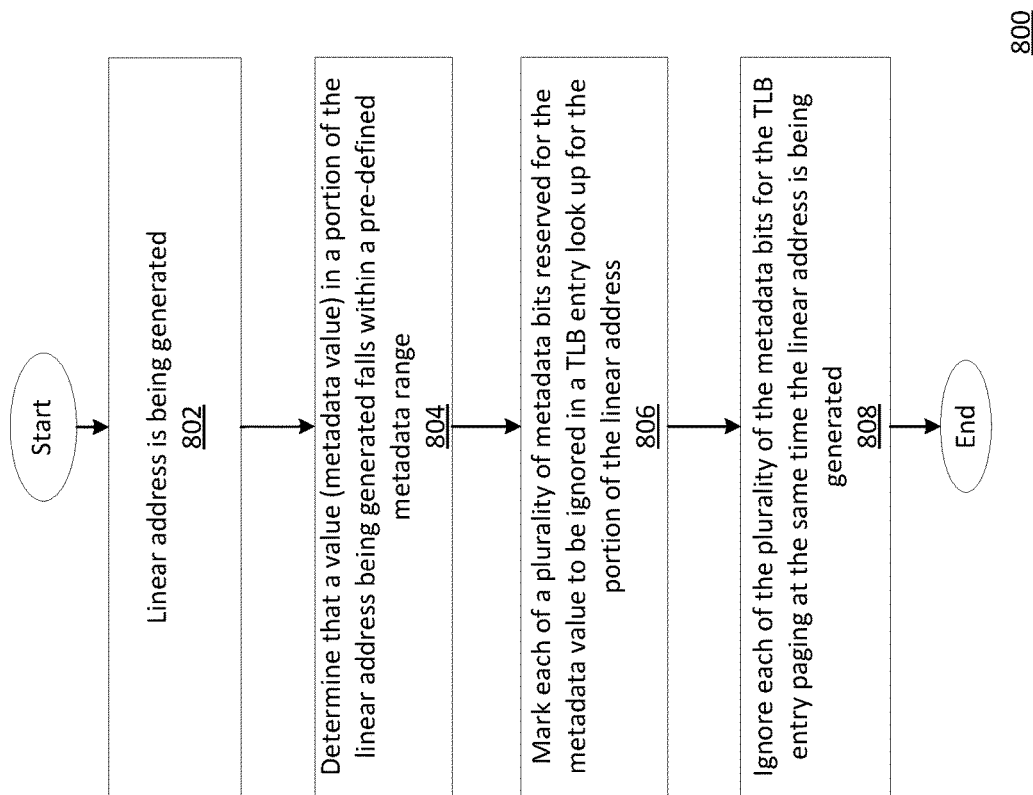 Start
Linear address is being generated
802
Determine that a value (metadata value) in a portion of the
linear address being generated falls within a pre-defined
metadata range
804
Mark each of a plurality of metadata bits reserved for the
metadata value to be ignored in a TLB entry look up for the
portion of the linear address
806
Ignore each of the plurality of the metadata bits for the TLB
entry paging at the same time the linear address is being
generated
808
End
800